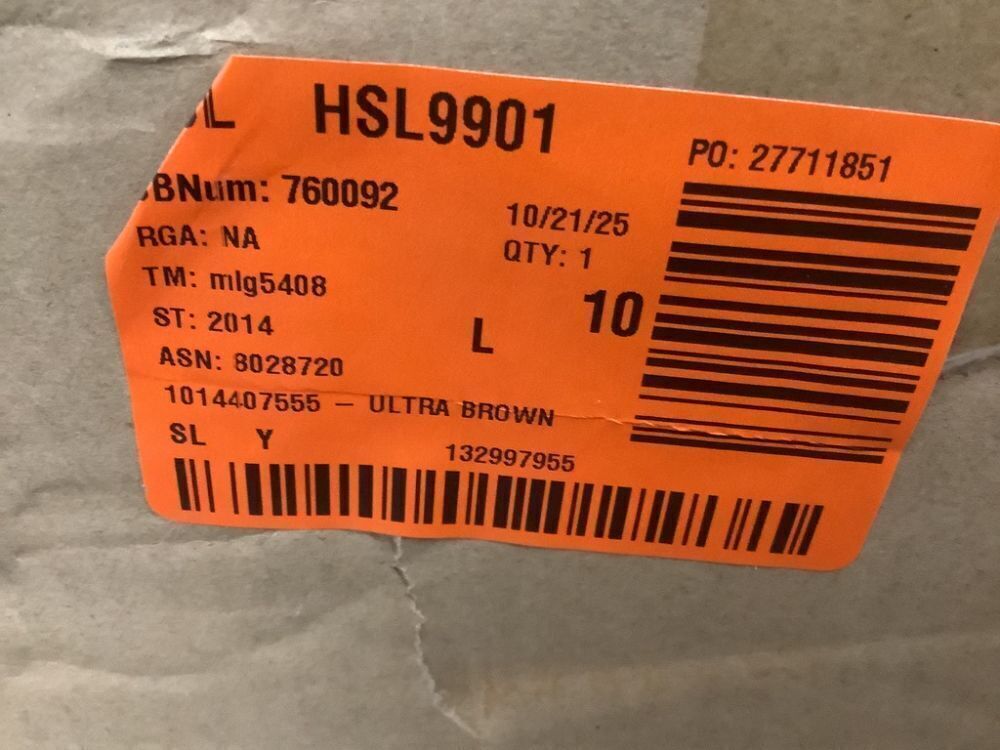 HSL9901
PO: 27711851
BNum: 760092
10/21/25
RGA: NA
QTY: 1
TM: mlg5408
10
ST: 2014
L
ASN: 8028720
1014407555 – ULTRA BROWN
SL Y
132997955